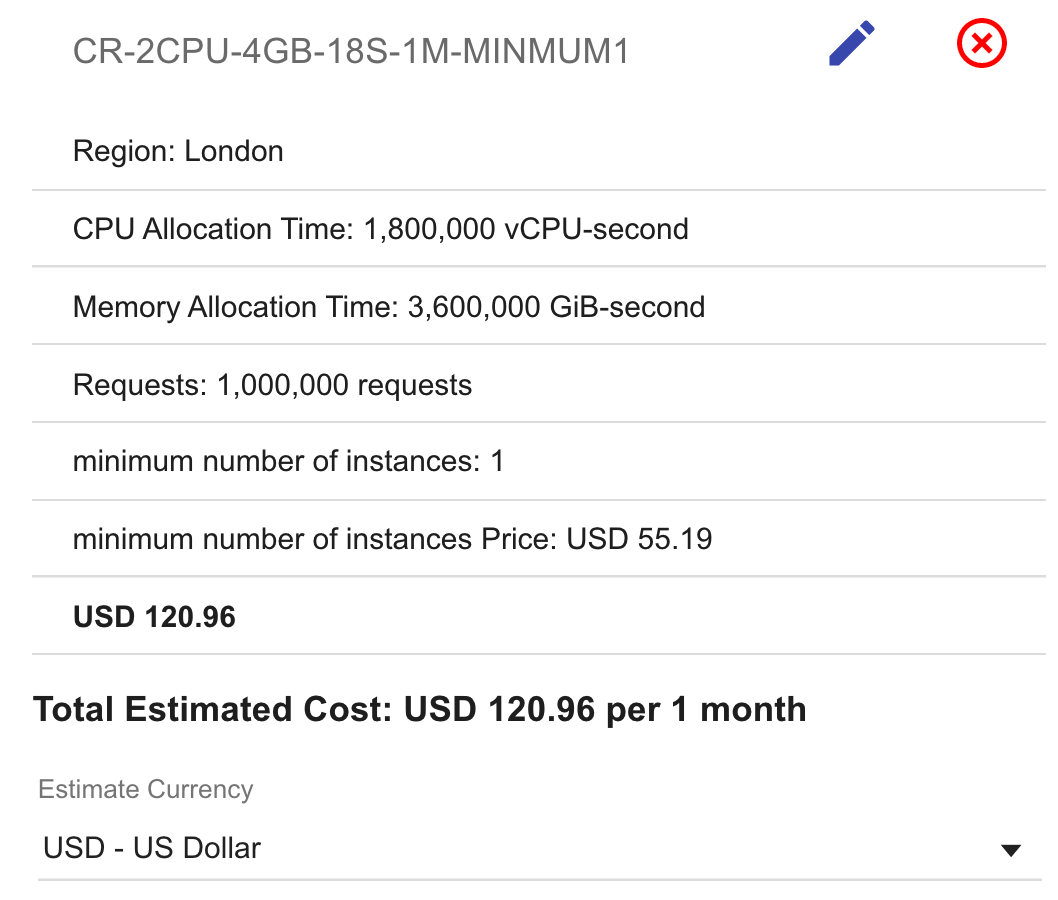 CR-2CPU-4GB-18S-1M-MINMUM1
Region: London
CPU Allocation Time: 1,800,000 vCPU-second
Memory Allocation Time: 3,600,000 GiB-second
Requests: 1,000,000 requests
minimum number of instances: 1
minimum number of instances Price: USD 55.19
USD 120.96
Total Estimated Cost: USD 120.96 per 1 month
Estimate Currency
USD - US Dollar